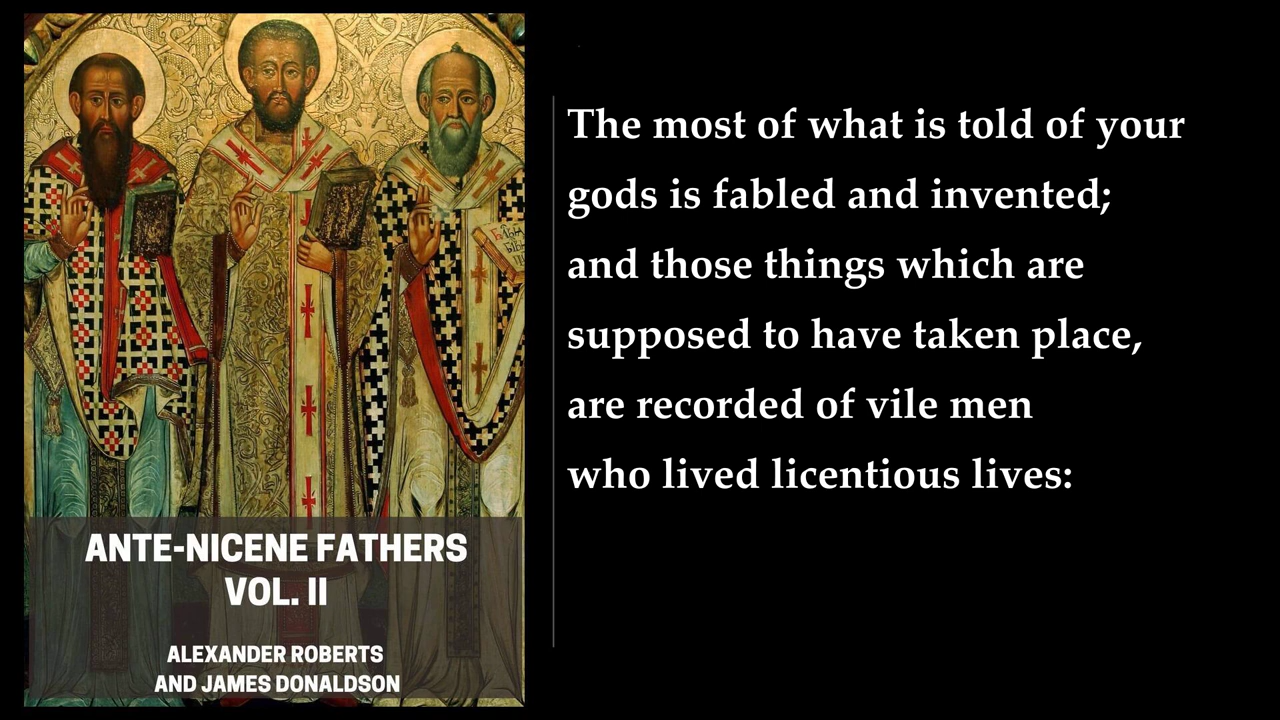 ANTE-NICENE FATHERS
VOL. II
ALEXANDER ROBERTS
AND JAMES DONALDSON
The most of what is told of your
gods is fabled and invented;
and those things which are
supposed to have taken place,
are recorded of vile men
who lived licentious lives: